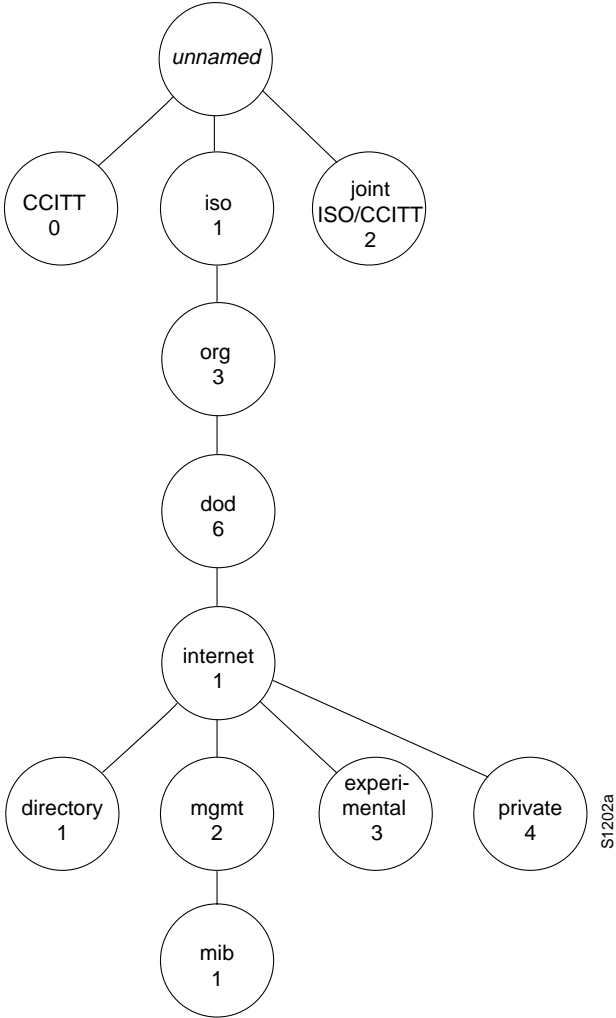 unnamed
CCITT
0
iso
1
joint
ISO/CCITT
2
org
3
dod
6
internet
1
directory
1
mgmt
2
experi-
mental
3
private
4
S1202a
mib
1